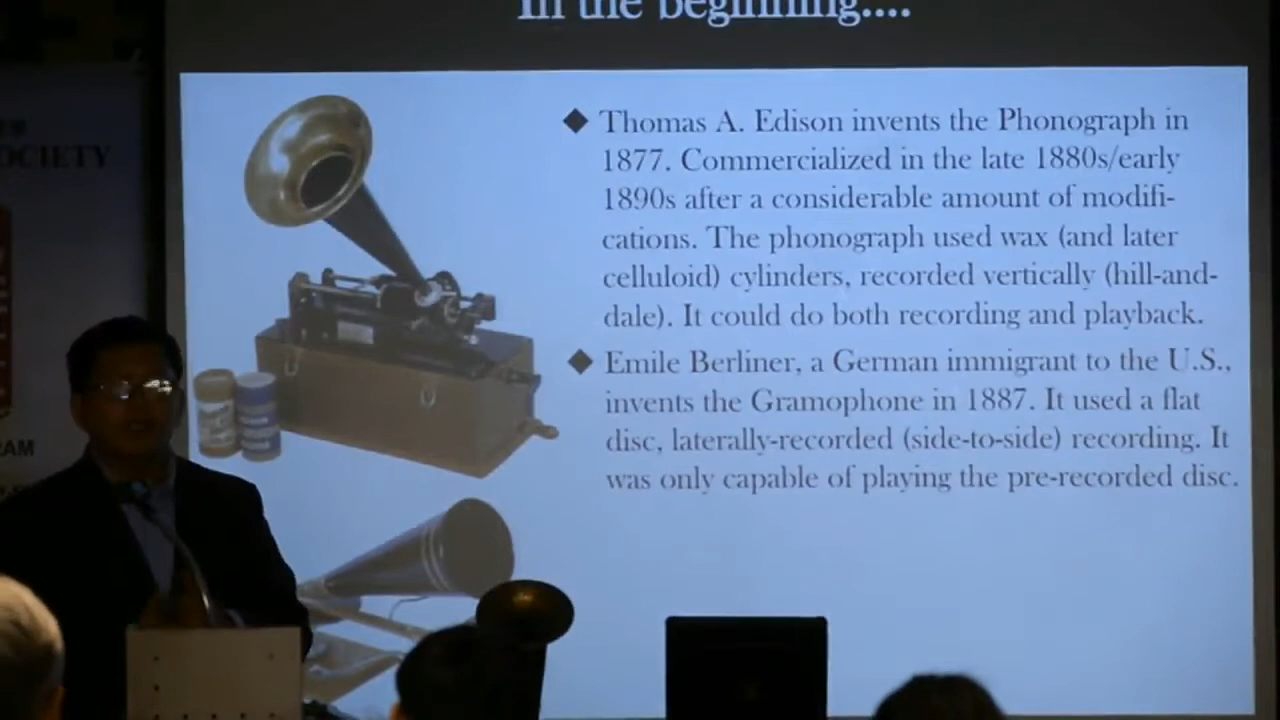 In the beginning....
OCIETY
RAM
◆ Thomas A. Edison invents the Phonograph in
1877. Commercialized in the late 1880s/early
1890s after a considerable amount of modifi-
cations. The phonograph used wax (and later
celluloid) cylinders, recorded vertically (hill-and-
dale). It could do both recording and playback.
◆ Emile Berliner, a German immigrant to the U.S.,
invents the Gramophone in 1887. It used a flat
disc, laterally-recorded (side-to-side) recording. It
was only capable of playing the pre-recorded disc.